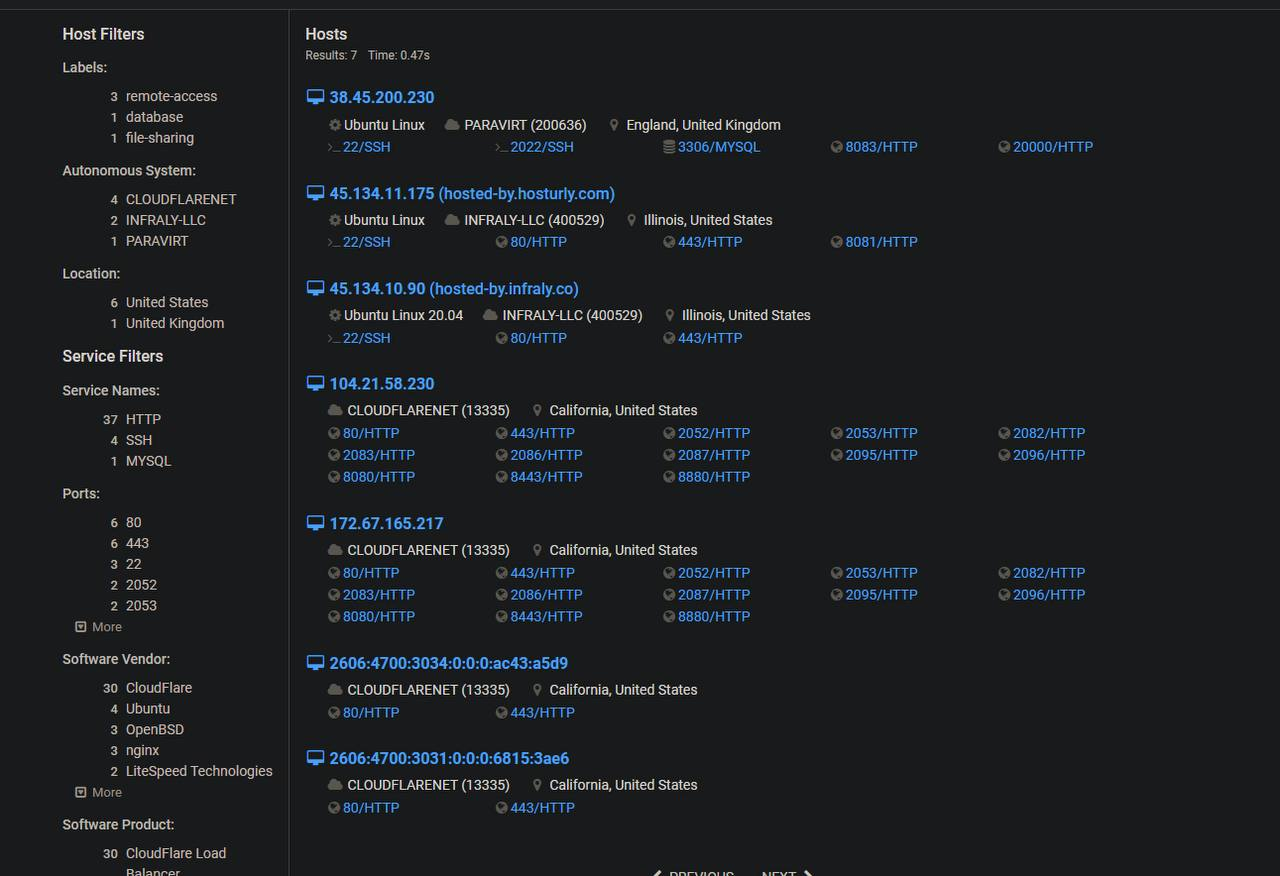 Host Filters
Labels:
3 remote-access
1 database
1 file-sharing
Autonomous System:
4 CLOUDFLARENET
2 INFRALY-LLC
1 PARAVIRT
Location:
6 United States
1 United Kingdom
Service Filters
Service Names:
37 HTTP
4 SSH
1 MYSQL
Ports:
6 80
6 443
3 22
2 2052
2 2053
More
Software Vendor:
30 CloudFlare
4 Ubuntu
3 OpenBSD
3 nginx
2 LiteSpeed Technologies
More
Software Product:
30 CloudFlare Load
Balancer
Hosts
Results: 7 Time: 0.47s
38.45.200.230
Ubuntu Linux PARAVIRT (200636) England, United Kingdom
22/SSH 2022/SSH 3306/MYSQL 8083/HTTP 20000/HTTP
45.134.11.175 (hosted-by.hosturly.com)
Ubuntu Linux INFRALY-LLC (400529) Illinois, United States
22/SSH 80/HTTP 443/HTTP 8081/HTTP
45.134.10.90 (hosted-by.infraly.co)
Ubuntu Linux 20.04 INFRALY-LLC (400529) Illinois, United States
22/SSH 80/HTTP 443/HTTP
104.21.58.230
CLOUDFLARENET (13335) California, United States
80/HTTP 443/HTTP 2052/HTTP 2053/HTTP 2082/HTTP
2083/HTTP 2086/HTTP 2087/HTTP 2095/HTTP 2096/HTTP
8080/HTTP 8443/HTTP 8880/HTTP
172.67.165.217
CLOUDFLARENET (13335) California, United States
80/HTTP 443/HTTP 2052/HTTP 2053/HTTP 2082/HTTP
2083/HTTP 2086/HTTP 2087/HTTP 2095/HTTP 2096/HTTP
8080/HTTP 8443/HTTP 8880/HTTP
2606:4700:3034:0:0:0:ac43:a5d9
CLOUDFLARENET (13335) California, United States
80/HTTP 443/HTTP
2606:4700:3031:0:0:0:6815:3ae6
CLOUDFLARENET (13335) California, United States
80/HTTP 443/HTTP
PREVIOUS NEXT